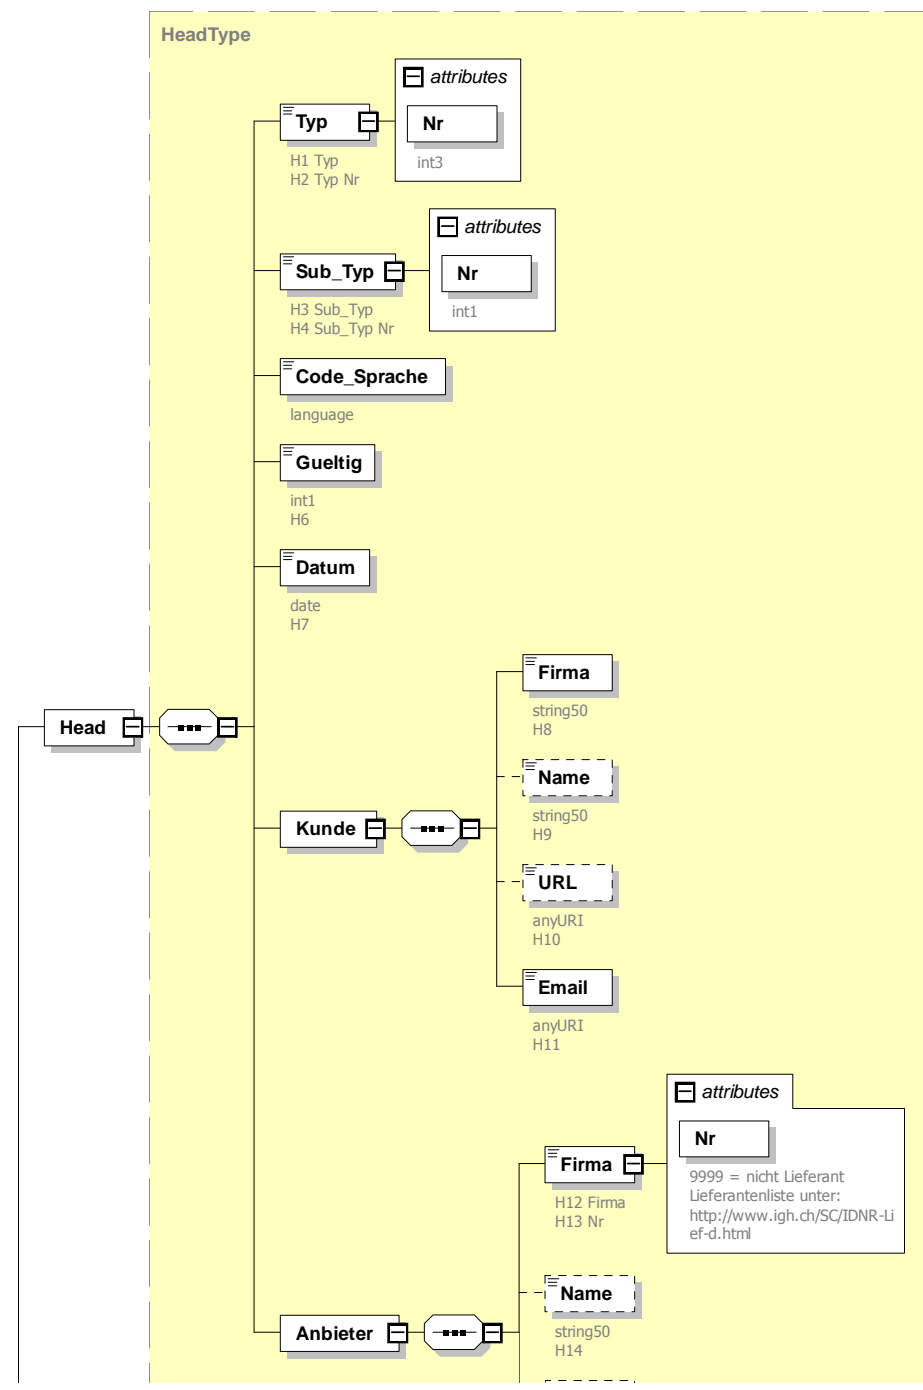 HeadType
attributes
Typ
Nr
H1 Typ
H2 Typ Nr
int3
attributes
Sub_Typ
Nr
H3 Sub_Typ
H4 Sub_Typ Nr
int1
Code_Sprache
language
Gueltig
int1
H6
Datum
date
H7
Head
Kunde
Firma
string50
H8
Name
string50
H9
URL
anyURI
H10
Email
anyURI
H11
Anbieter
Firma
H12 Firma
H13 Nr
attributes
Nr
9999 = nicht Lieferant
Lieferantenliste unter:
http://www.igh.ch/SC/IDNR-Li
ef-d.html
Name
string50
H14